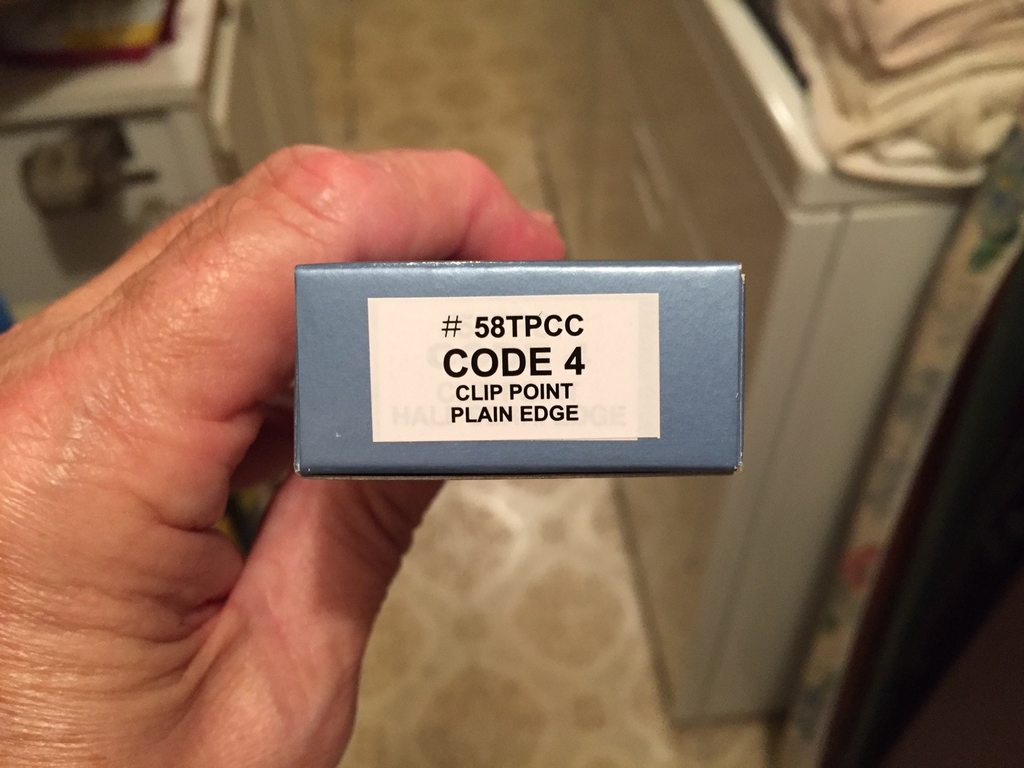 # 58TPCC
CODE 4
CLIP POINT
PLAIN EDGE